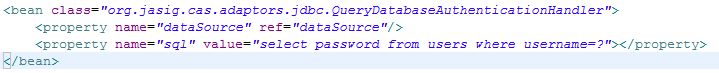 <bean class="org.jasig.cas.adaptors.jdbc.QueryDatabaseAuthenticationHandler">
<property name="dataSource" ref="dataSource"/>
<property name="sql" value="select password from users where username=?"></property>
</bean>